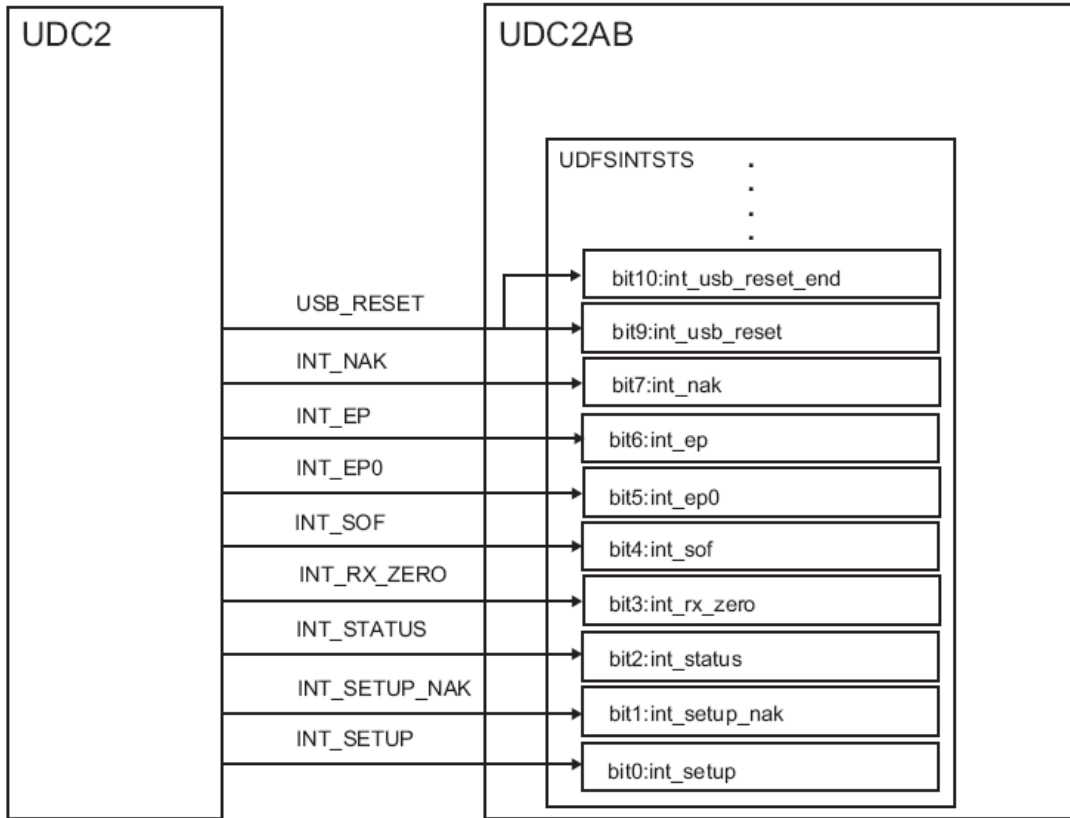 UDC2
UDC2AB
UDFSINTSTS
bit10:int_usb_reset_end
USB_RESET
bit9:int_usb_reset
INT_NAK
bit7:int_nak
INT_EP
bit6:int_ep
INT_EP0
bit5:int_ep0
INT_SOF
bit4:int_sof
INT_RX_ZERO
bit3:int_rx_zero
INT_STATUS
bit2:int_status
INT_SETUP_NAK
bit1:int_setup_nak
INT_SETUP
bit0:int_setup